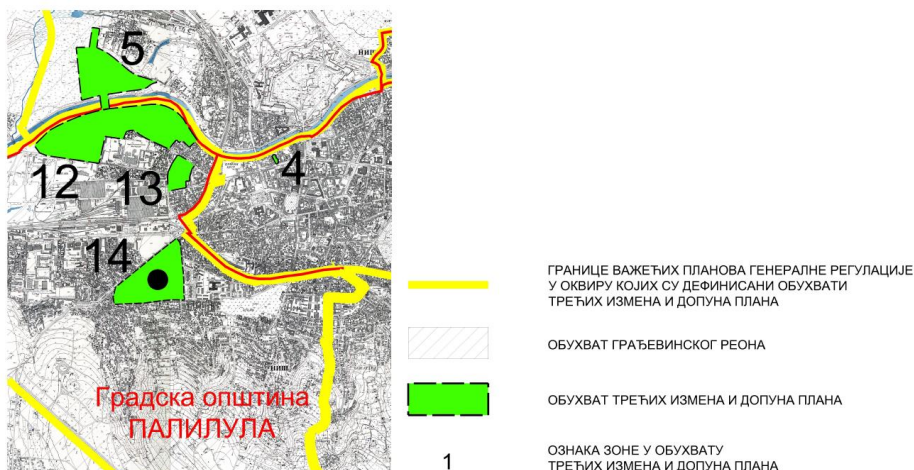 5
НИШ
4
12
13
14
НИШ
Градска општина
ПАЛИЛУЛА
ГРАНИЦЕ ВАЖЕЋИХ ПЛАНОВА ГЕНЕРАЛНЕ РЕГУЛАЦИЈЕ
У ОКВИРУ КОЈИХ СУ ДЕФИНИСАНИ ОБУХВАТИ
ТРЕЋИХ ИЗМЕНА И ДОПУНА ПЛАНА
ОБУХВАТ ГРАЂЕВИНСКОГ РЕОНА
ОБУХВАТ ТРЕЋИХ ИЗМЕНА И ДОПУНА ПЛАНА
1
ОЗНАКА ЗОНЕ У ОБУХВАТУ
ТРЕЋИХ ИЗМЕНА И ДОПУНА ПЛАНА